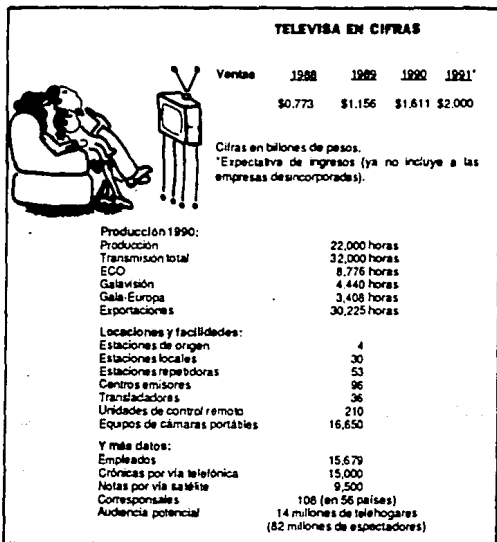 TELEVISA EN CIFRAS
Ventas 1988 1989 1990 1991*
$0.773 $1.156 $1.611 $2.000
Cifras en billones de pesos.
*Expectativa de ingresos (ya no incluye a las
empresas desincorporadas).
Producción 1990:
Producción 22,000 horas
Transmisión total 32,000 horas
ECO 8,776 horas
Galavisión 4,440 horas
Gala-Europa 3,408 horas
Exportaciones 30,225 horas
Locaciones y facilidades:
Estaciones de origen 4
Estaciones locales 30
Estaciones repetidoras 53
Centros emisores 96
Transladadores 36
Unidades de control remoto 210
Equipos de cámaras portátiles 16,650
Y más datos:
Empleados 15,679
Crónicas por vía telefónica 15,000
Notas por vía satélite 9,500
Corresponsales 108 (en 56 países)
Audiencia potencial 14 millones de telehogares
(82 millones de espectadores)